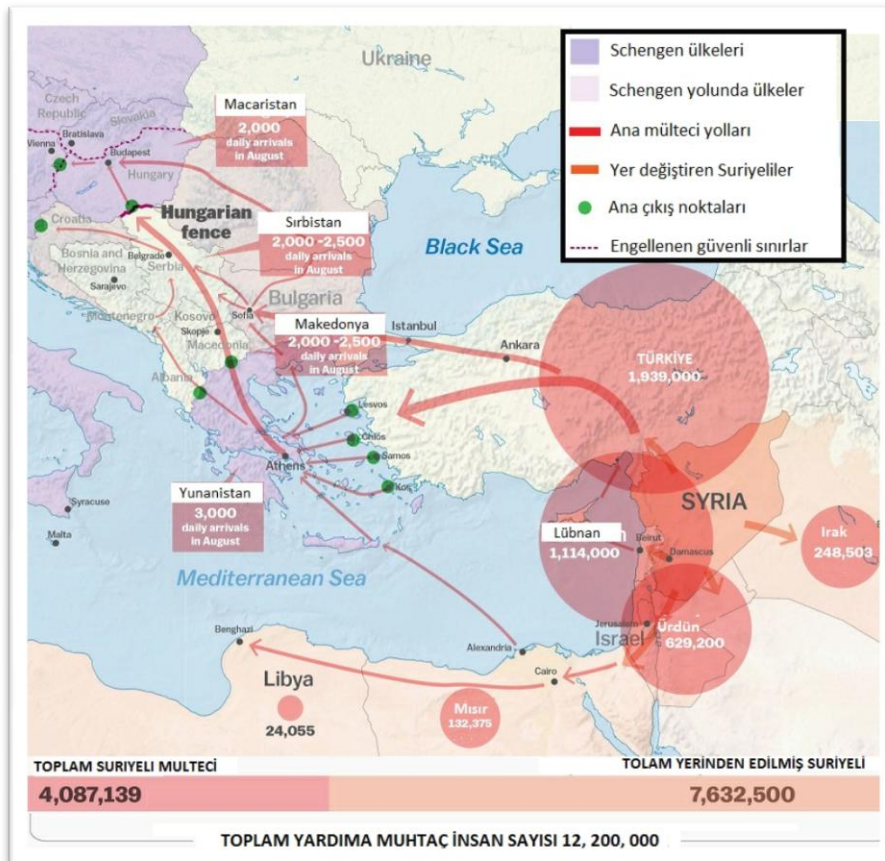 Ukraine
Schengen ülkeleri
Schengen yolunda ülkeler
Ana mülteci yolları
Yer değiştiren Suriyeliler
Ana çıkış noktaları
Engellenen güvenli sınırlar
Czech
Republic
Slovakia
Vienna
Bratislava
Budapest
Hungary
Macaristan
2,000
daily arrivals
in August
Croatia
Hungarian
fence
Bosnia and
Herzegovina
Sarajevo
Belgrade
Serbia
Sırbistan
2,000 -2,500
daily arrivals
in August
Black Sea
Montenegro
Kosovo
Skopje
Macedonia
Sofia
Bulgaria
Makedonya
2,000 -2,500
daily arrivals
in August
Istanbul
Ankara
TÜRKİYE
1,939,000
Albania
Lesvos
Chios
Samos
Kos
Athens
Yunanistan
3,000
daily arrivals
in August
Syracuse
Malta
Mediterranean Sea
SYRIA
Lübnan
1,114,000
Beirut
Damascus
Irak
248,503
Jerusalem
Israel
Ürdün
629,200
Benghazi
Alexandria
Cairo
Libya
24,055
Mısır
132,375
TOPLAM SURIYELI MULTECİ
TOLAM YERİNDEN EDİLMİŞ SURİYELİ
4,087,139
7,632,500
TOPLAM YARDIMA MUHTAÇ İNSAN SAYISI 12, 200, 000